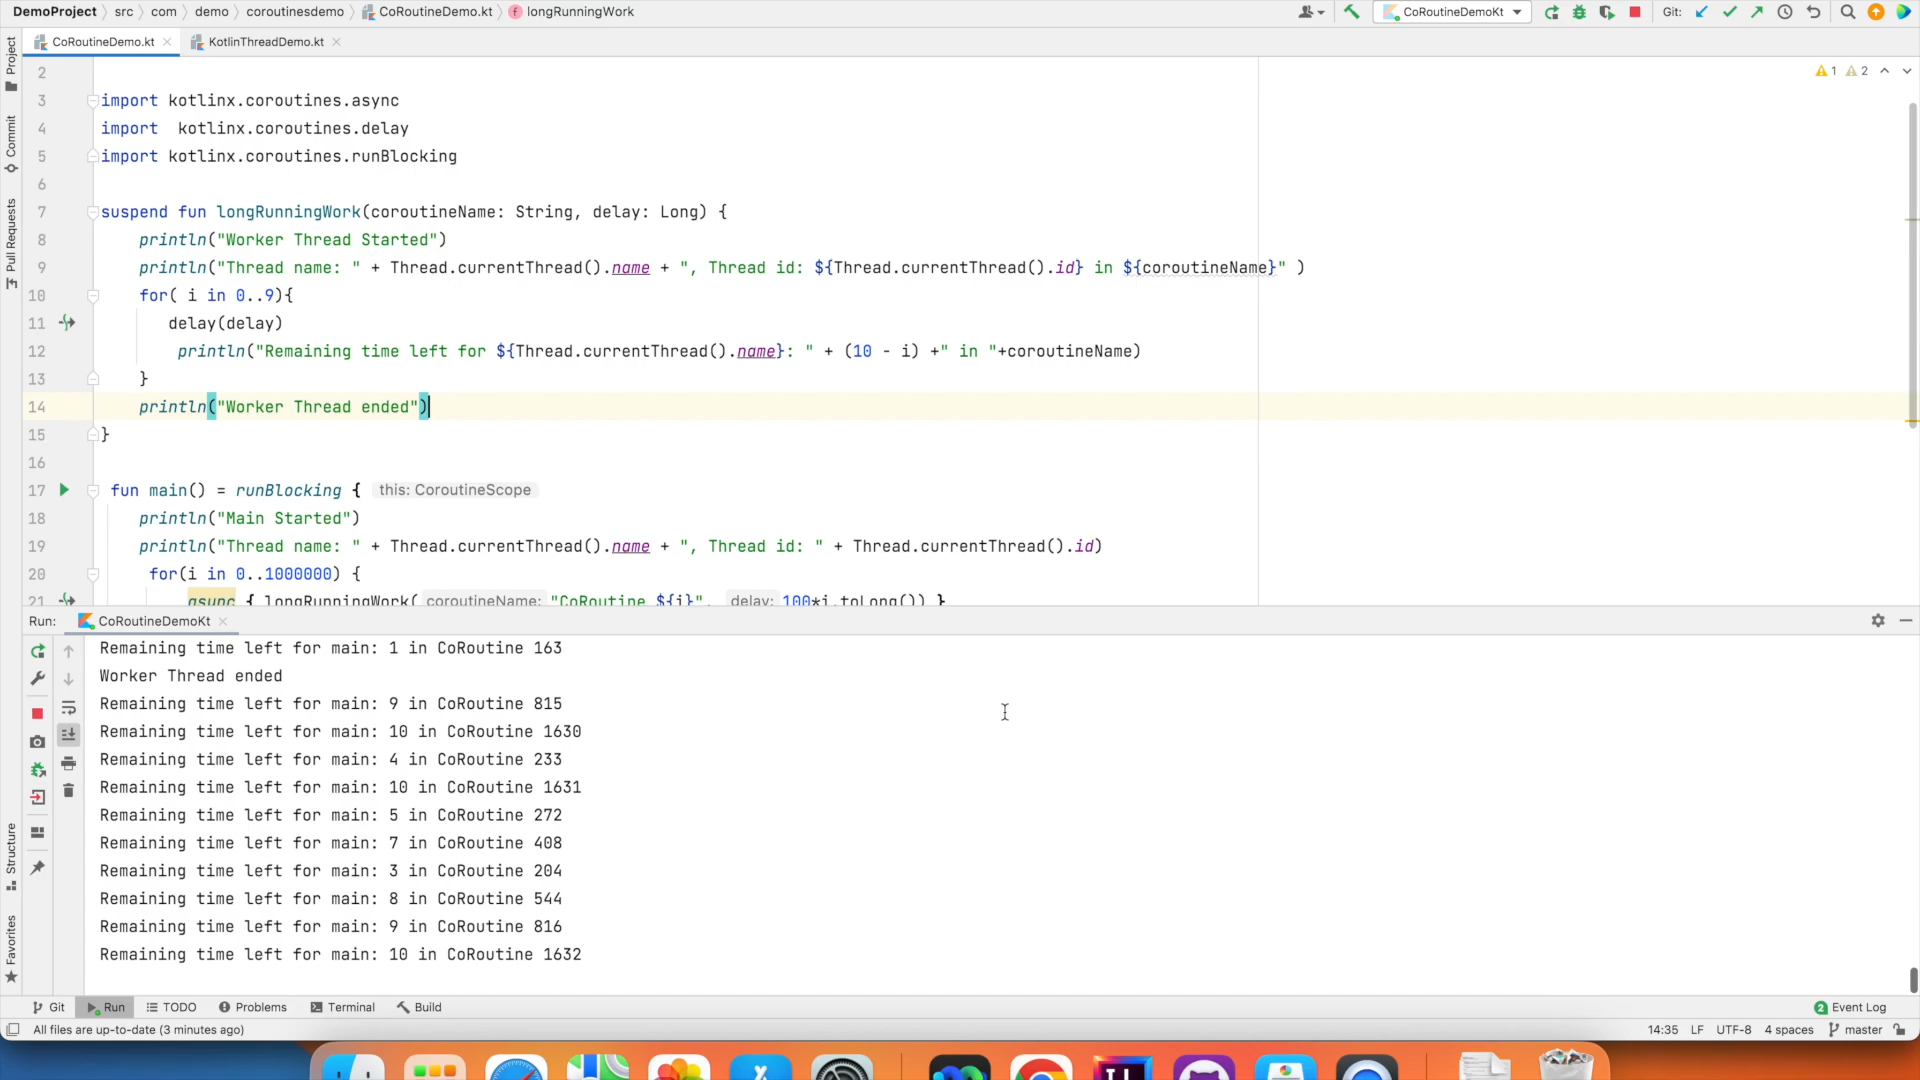 DemoProject src com demo coroutinesdemo CoRoutineDemo.kt longRunningWork
CoRoutineDemoKt Git:
CoRoutineDemo.kt KotlinThreadDemo.kt
Project
Commit
Pull Requests
1 2
2
3 import kotlinx.coroutines.async
4 import  kotlinx.coroutines.delay
5 import kotlinx.coroutines.runBlocking
6
7 suspend fun longRunningWork(coroutineName: String, delay: Long) {
8 println("Worker Thread Started")
9 println("Thread name: " + Thread.currentThread().name + ", Thread id: ${Thread.currentThread().id} in ${coroutineName}" )
10 for( i in 0..9){
11 delay(delay)
12 println("Remaining time left for ${Thread.currentThread().name}: " + (10 - i) +" in "+coroutineName)
13 }
14 println("Worker Thread ended")
15 }
16
17 fun main() = runBlocking { this: CoroutineScope
18 println("Main Started")
19 println("Thread name: " + Thread.currentThread().name + ", Thread id: " + Thread.currentThread().id)
20 for(i in 0..1000000) {
21 async { longRunningWork( coroutineName: "CoRoutine ${i}", delay: 100*i.toLong()) }
Run: CoRoutineDemoKt
Remaining time left for main: 1 in CoRoutine 163
Worker Thread ended
Remaining time left for main: 9 in CoRoutine 815
Remaining time left for main: 10 in CoRoutine 1630
Remaining time left for main: 4 in CoRoutine 233
Remaining time left for main: 10 in CoRoutine 1631
Remaining time left for main: 5 in CoRoutine 272
Remaining time left for main: 7 in CoRoutine 408
Remaining time left for main: 3 in CoRoutine 204
Remaining time left for main: 8 in CoRoutine 544
Remaining time left for main: 9 in CoRoutine 816
Remaining time left for main: 10 in CoRoutine 1632
Structure
Favorites
Git Run TODO Problems Terminal Build 2 Event Log
All files are up-to-date (3 minutes ago) 14:35 LF UTF-8 4 spaces master